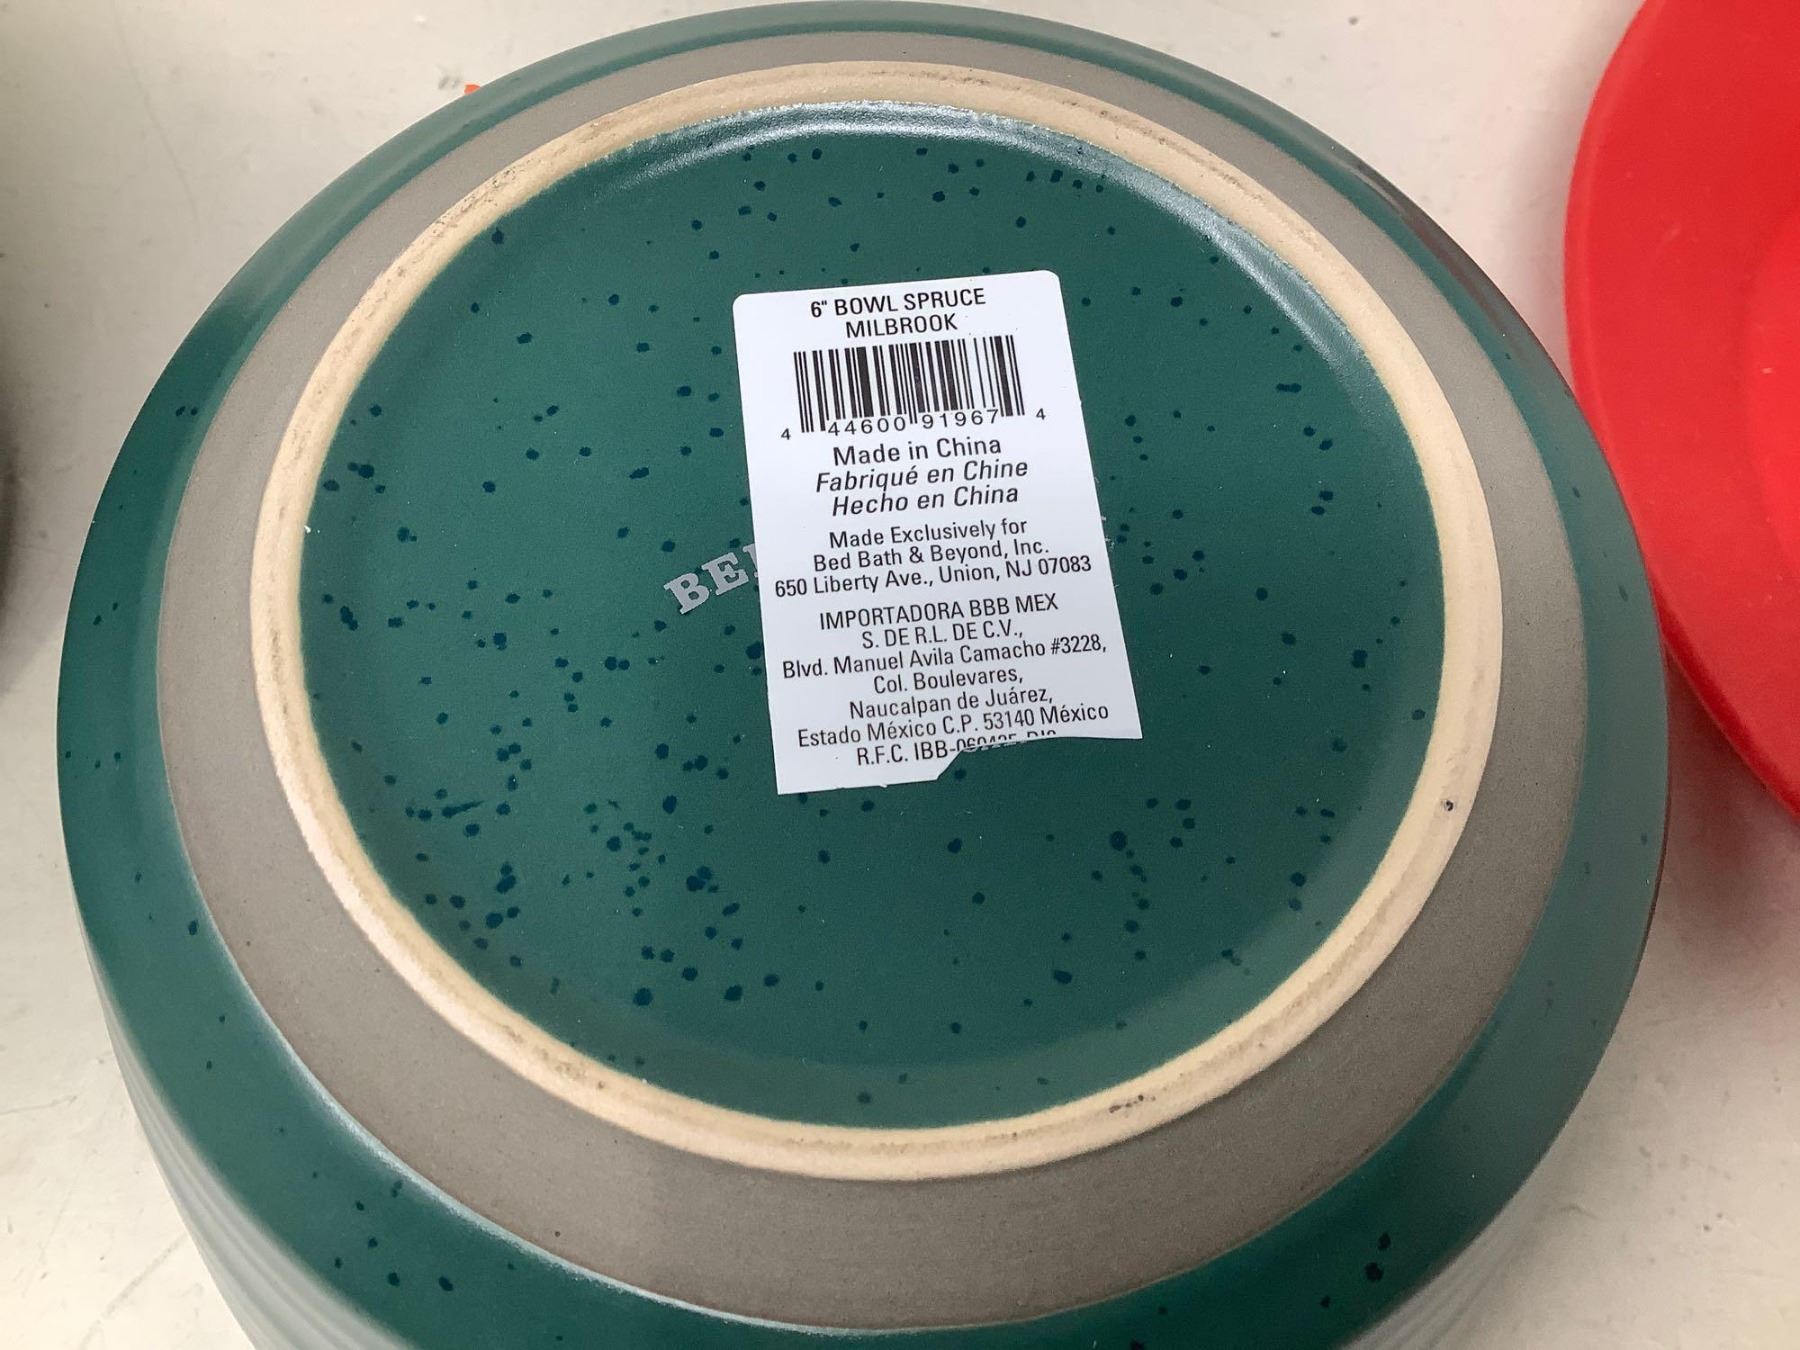 6" BOWL SPRUCE
MILBROOK
4 44600 91967 4
Made in China
Fabriqué en Chine
Hecho en China
Made Exclusively for
Bed Bath & Beyond, Inc.
650 Liberty Ave., Union, NJ 07083
IMPORTADORA BBB MEX
S. DE R.L. DE C.V.,
Blvd. Manuel Avila Camacho #3228,
Col. Boulevares,
Naucalpan de Juárez,
Estado México C.P. 53140 México
R.F.C. IBB-